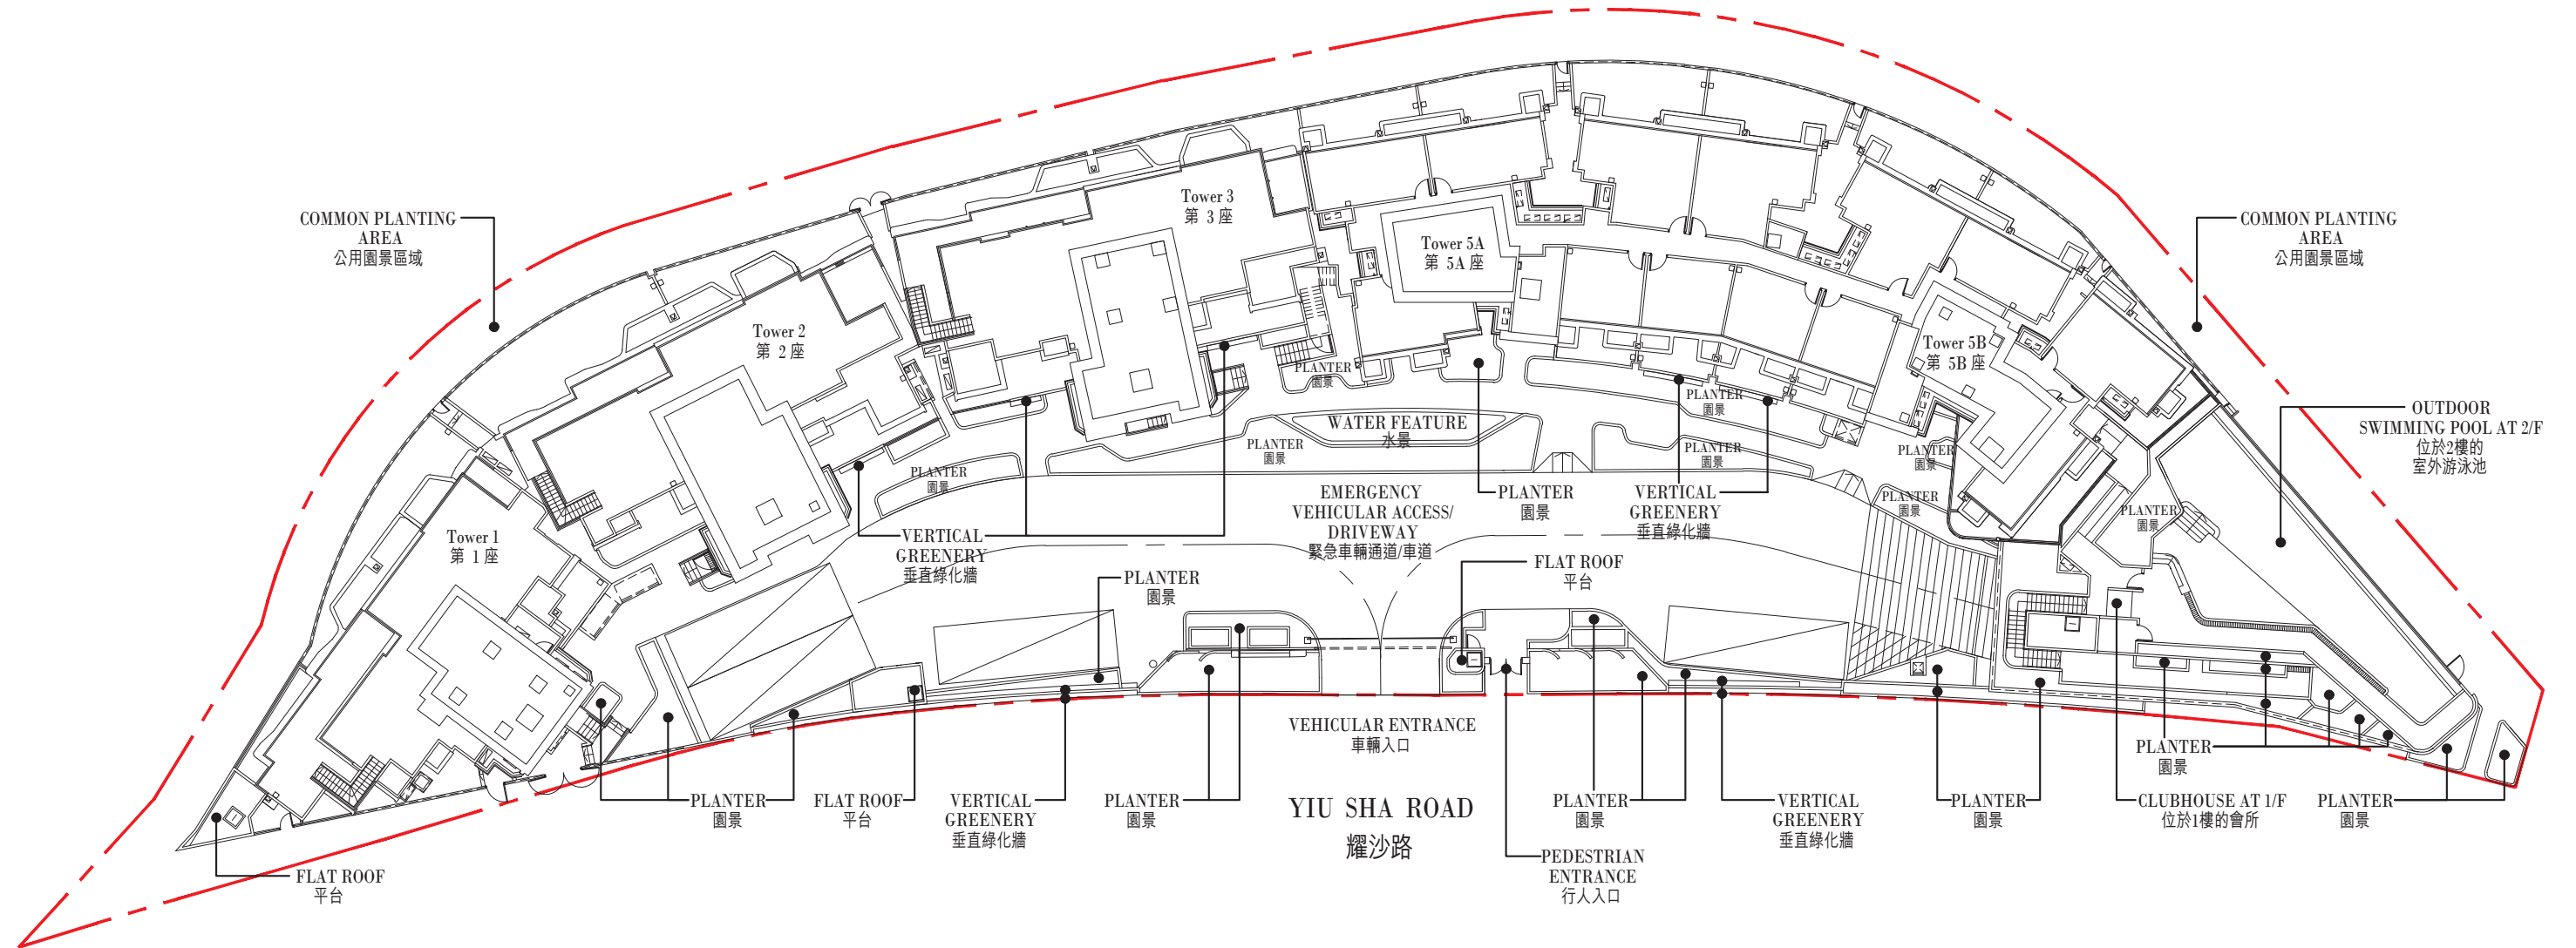 COMMON PLANTING
AREA
公用園景區域
Tower 3
第 3 座
Tower 5A
第 5A 座
COMMON PLANTING
AREA
公用園景區域
Tower 2
第 2 座
Tower 5B
第 5B 座
PLANTER
園景
PLANTER
園景
WATER FEATURE
水景
OUTDOOR
SWIMMING POOL AT 2/F
位於2樓的
室外游泳池
PLANTER
園景
PLANTER
園景
PLANTER
園景
PLANTER
園景
PLANTER
園景
PLANTER
園景
Tower 1
第 1 座
VERTICAL
GREENERY
垂直綠化牆
EMERGENCY
VEHICULAR ACCESS/
DRIVEWAY
緊急車輛通道/車道
PLANTER
園景
VERTICAL
GREENERY
垂直綠化牆
PLANTER
園景
FLAT ROOF
平台
PLANTER
園景
VEHICULAR ENTRANCE
車輛入口
PLANTER
園景
PLANTER
園景
FLAT ROOF
平台
VERTICAL
GREENERY
垂直綠化牆
PLANTER
園景
YIU SHA ROAD
耀沙路
PLANTER
園景
VERTICAL
GREENERY
垂直綠化牆
PLANTER
園景
CLUBHOUSE AT 1/F
位於1樓的會所
PLANTER
園景
FLAT ROOF
平台
PEDESTRIAN
ENTRANCE
行人入口